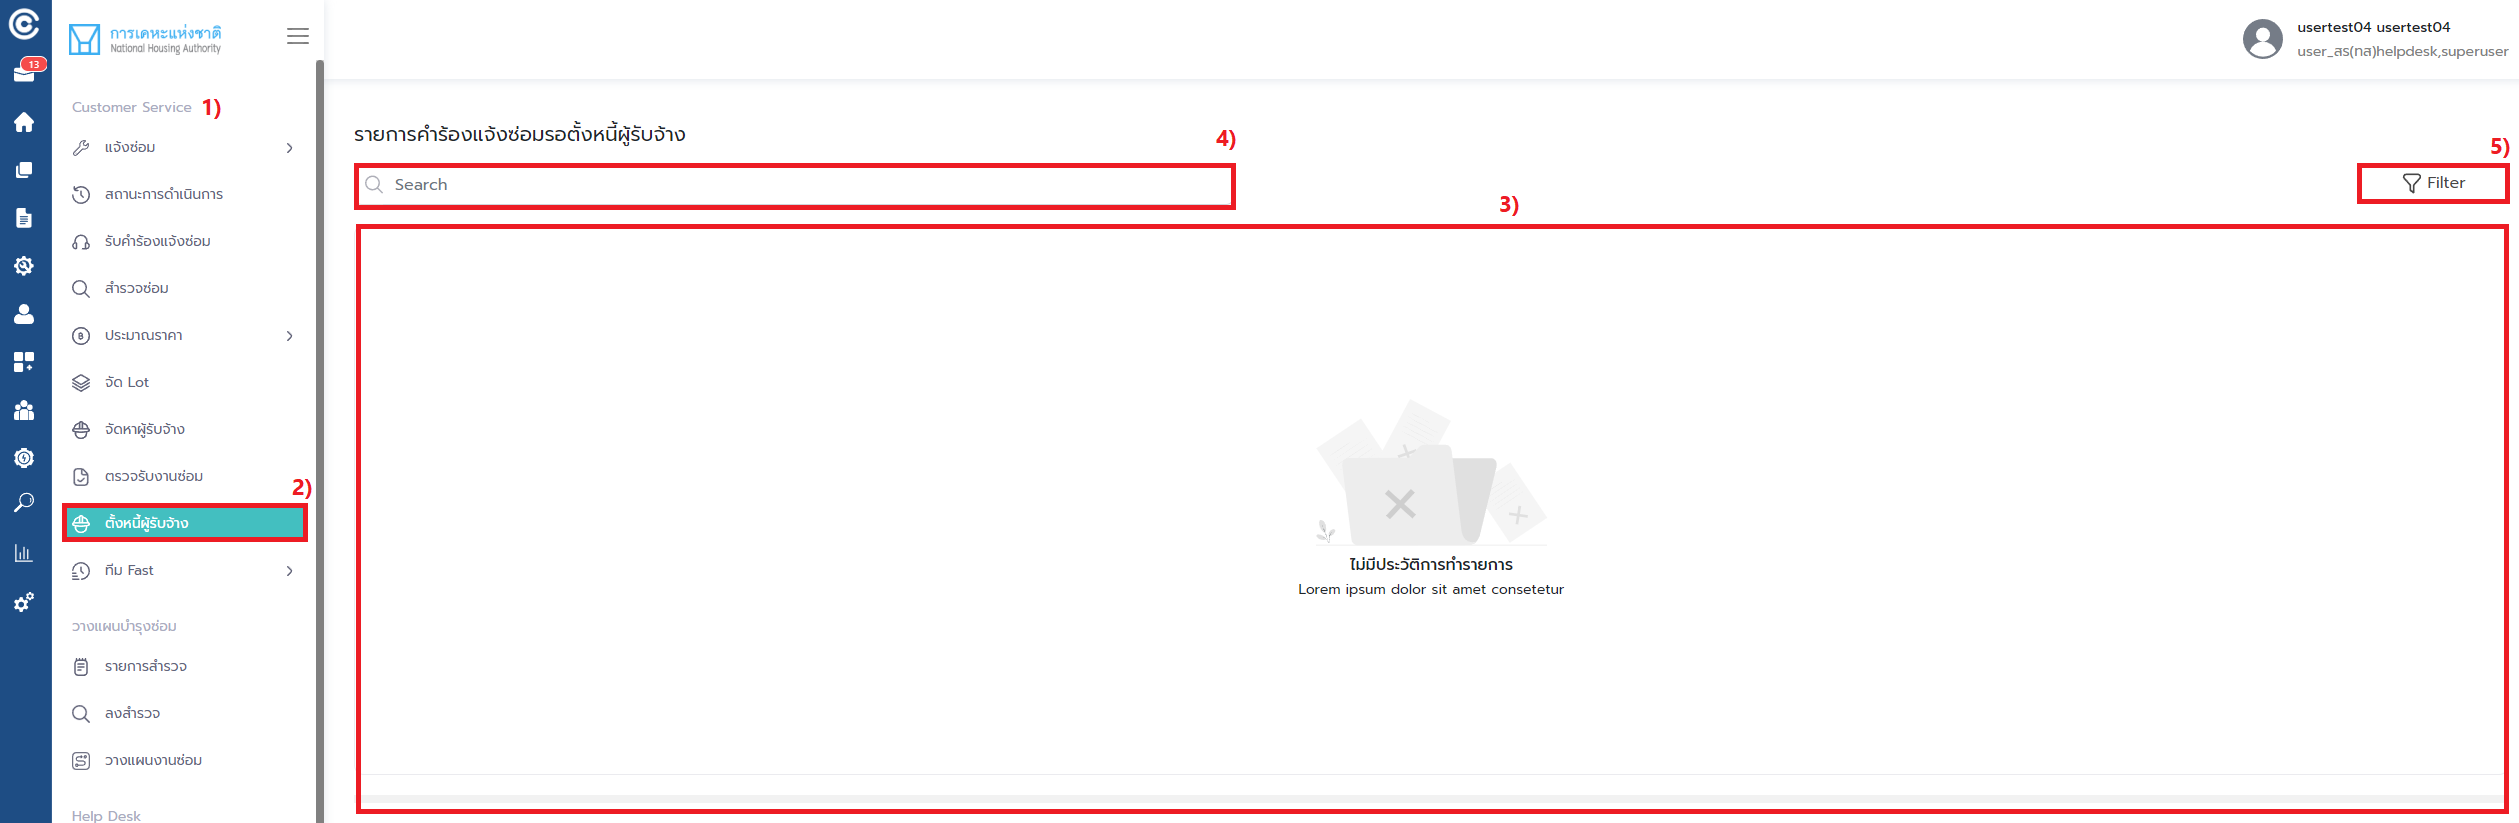 13
การเคหะแห่งชาติ
National Housing Authority
usertest04 usertest04
user_สร(ทส)helpdesk,superuser
Customer Service 1)
แจ้งซ่อม
สถานะการดำเนินการ
รับคำร้องแจ้งซ่อม
สำรวจซ่อม
ประมาณราคา
จัด Lot
จัดหาผู้รับจ้าง
ตรวจรับงานซ่อม
2)
ตั้งหนี้ผู้รับจ้าง
ทีม Fast
วางแผนบำรุงซ่อม
รายการสำรวจ
ลงสำรวจ
วางแผนงานซ่อม
Help Desk
รายการคำร้องแจ้งซ่อมรอตั้งหนี้ผู้รับจ้าง
4)
5)
Search
Filter
3)
ไม่มีประวัติการทำรายการ
Lorem ipsum dolor sit amet consetetur